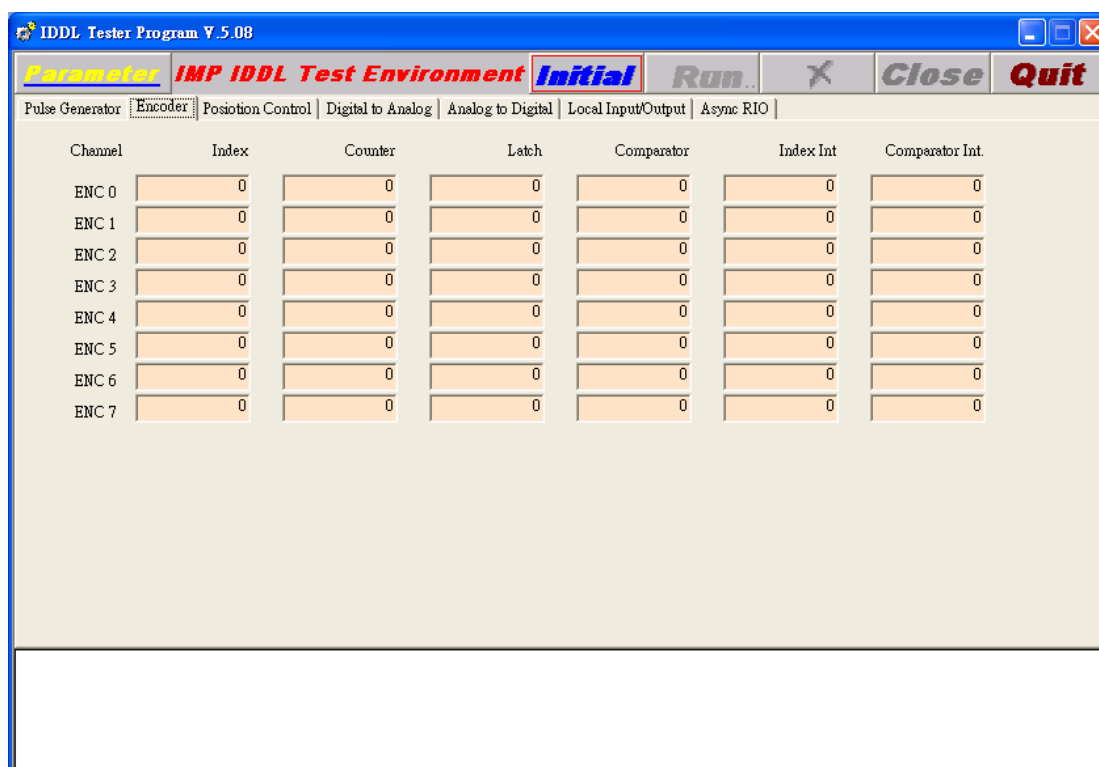 IDDL Tester Program V.5.08
Parameter IMP IDDL Test Environment Initial Run.. X Close Quit
Pulse Generator Encoder Posiotion Control Digital to Analog Analog to Digital Local Input/Output Async RIO
Channel Index Counter Latch Comparator Index Int Comparator Int.
ENC 0 0 0 0 0 0 0
ENC 1 0 0 0 0 0 0
ENC 2 0 0 0 0 0 0
ENC 3 0 0 0 0 0 0
ENC 4 0 0 0 0 0 0
ENC 5 0 0 0 0 0 0
ENC 6 0 0 0 0 0 0
ENC 7 0 0 0 0 0 0